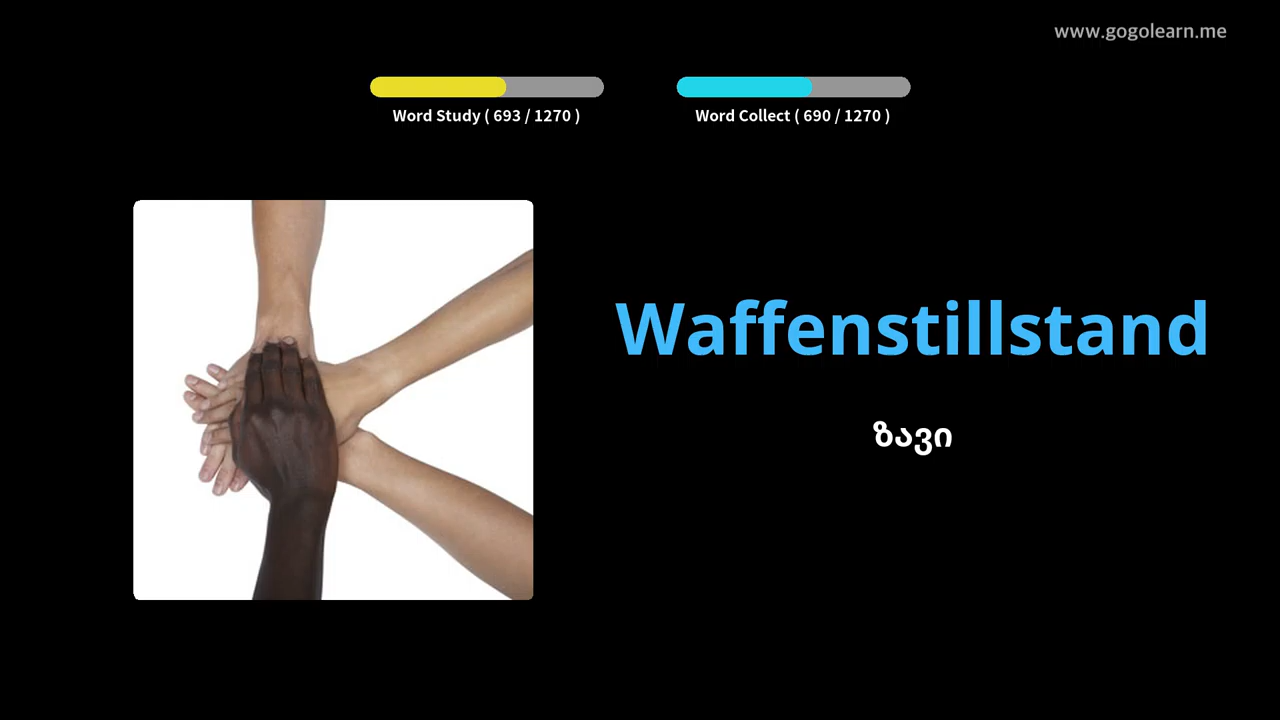 www.gogolearn.me
Word Study ( 693 / 1270 )
Word Collect ( 690 / 1270 )
Waffenstillstand
ზავი